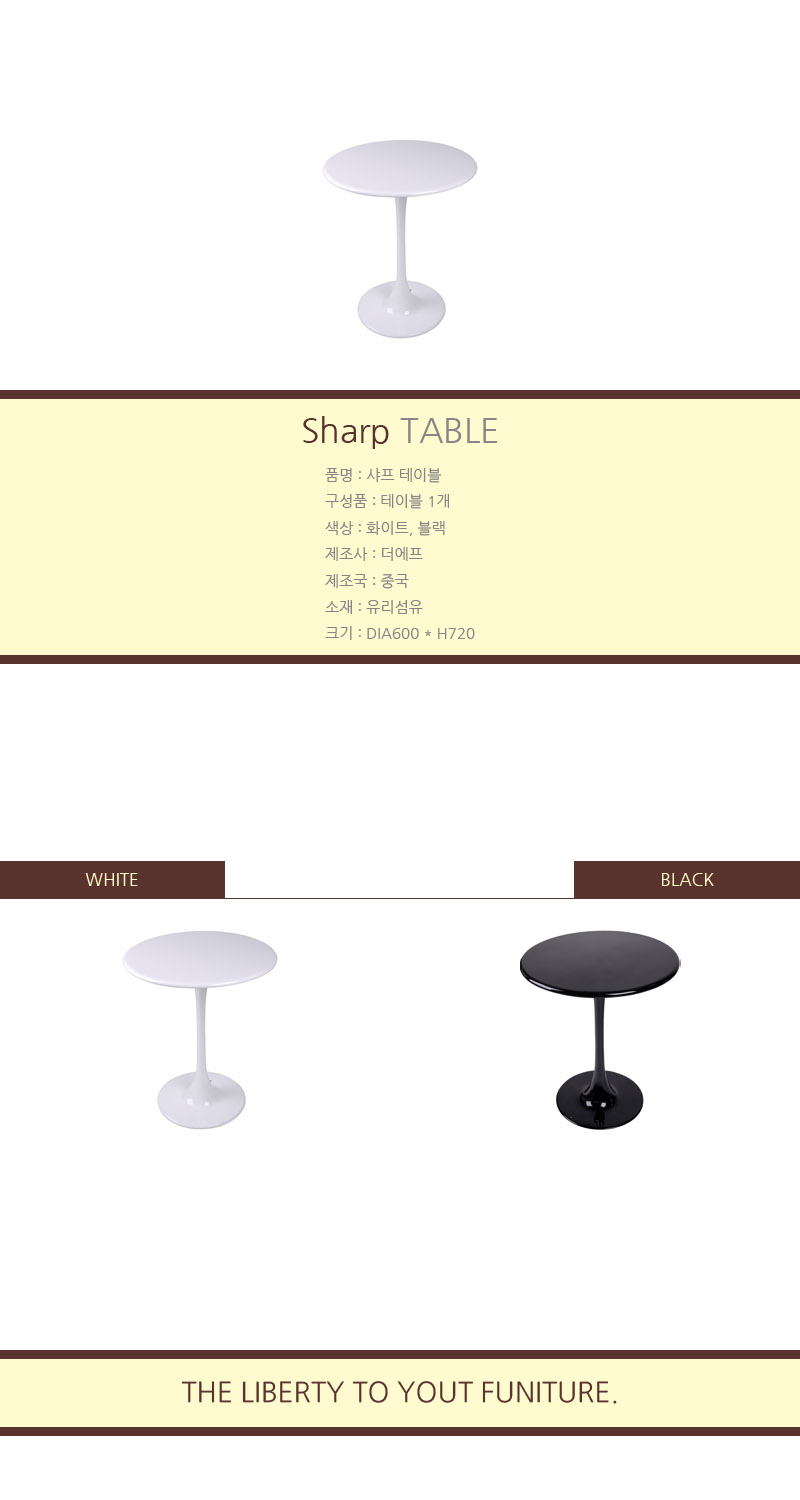 Sharp TABLE
품명 : 샤프 테이블
구성품 : 테이블 1개
색상 : 화이트, 블랙
제조사 : 더에프
제조국 : 중국
소재 : 유리섬유
크기 : DIA600 * H720
WHITE
BLACK
THE LIBERTY TO YOUT FUNITURE.